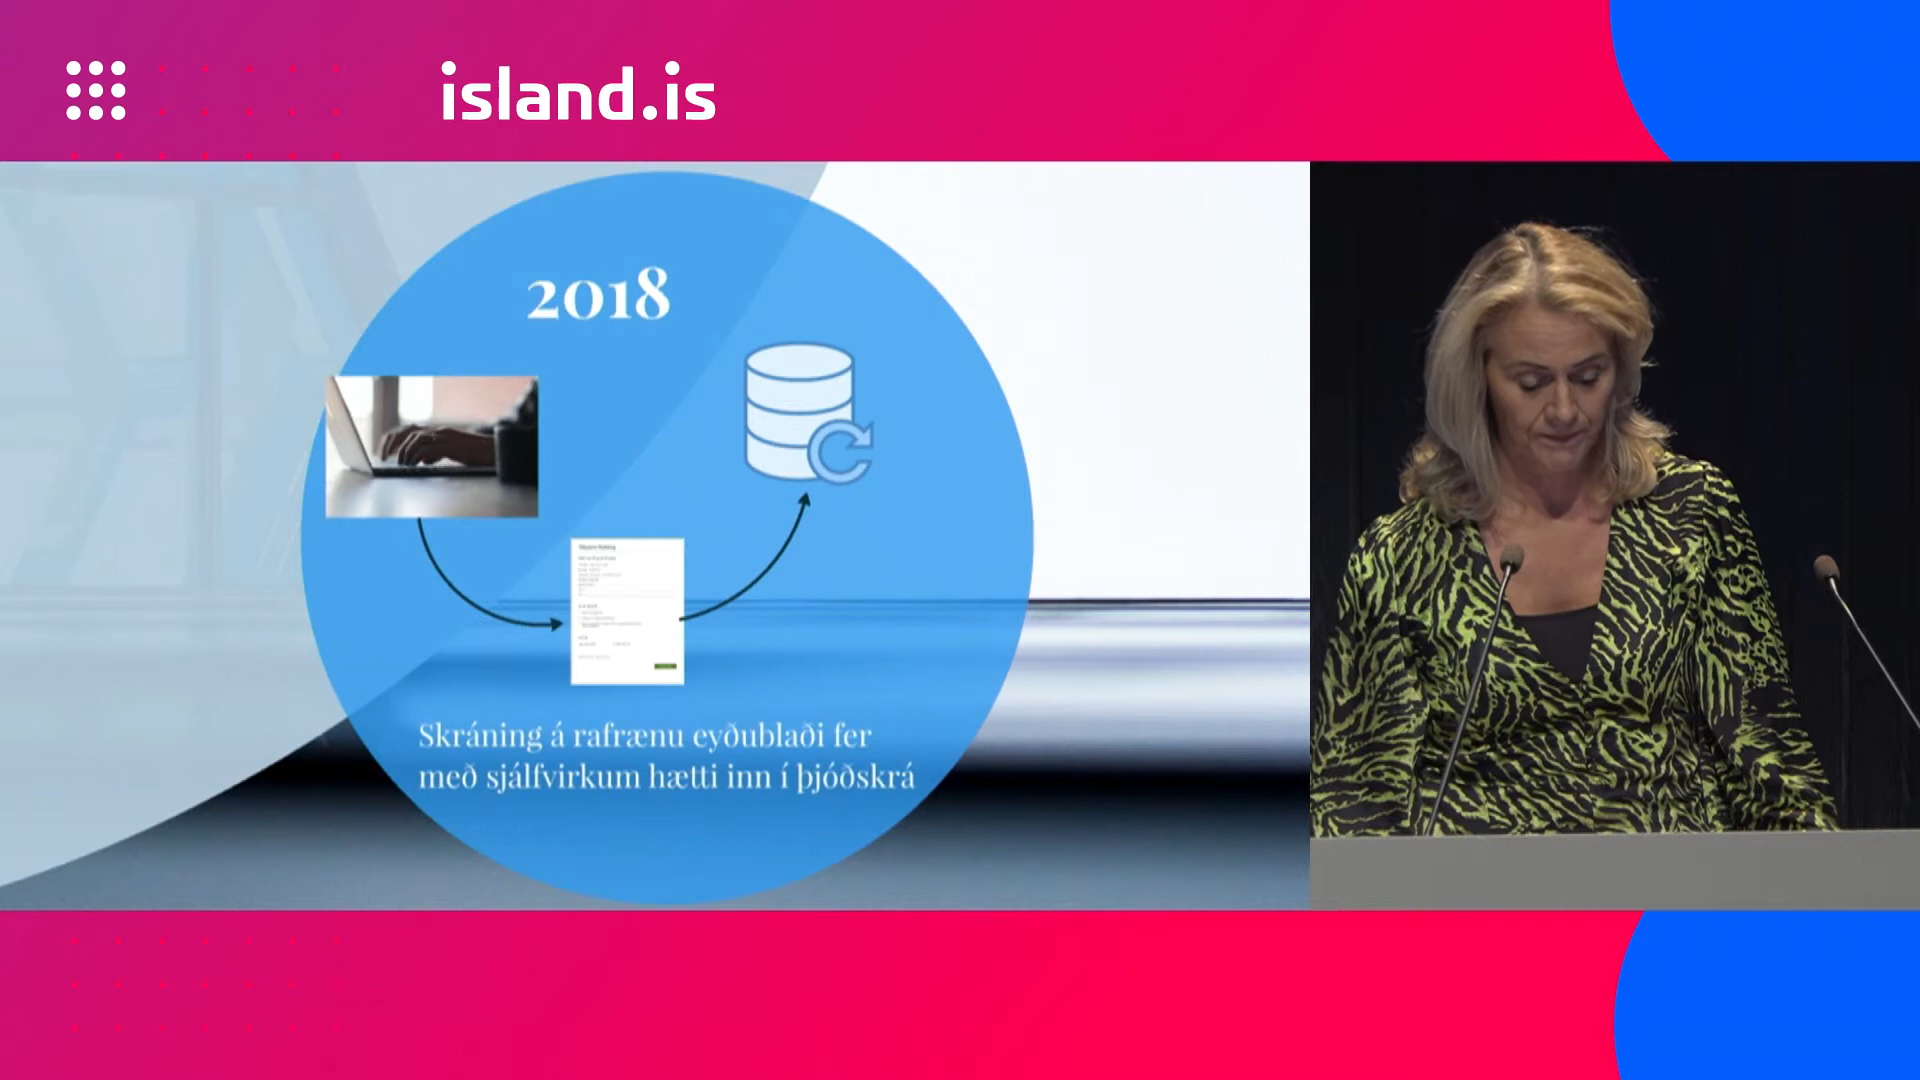 island.is
2018
Skráning á rafrænu eyðublaði fer
með sjálfvirkum hætti inn í þjóðskrá